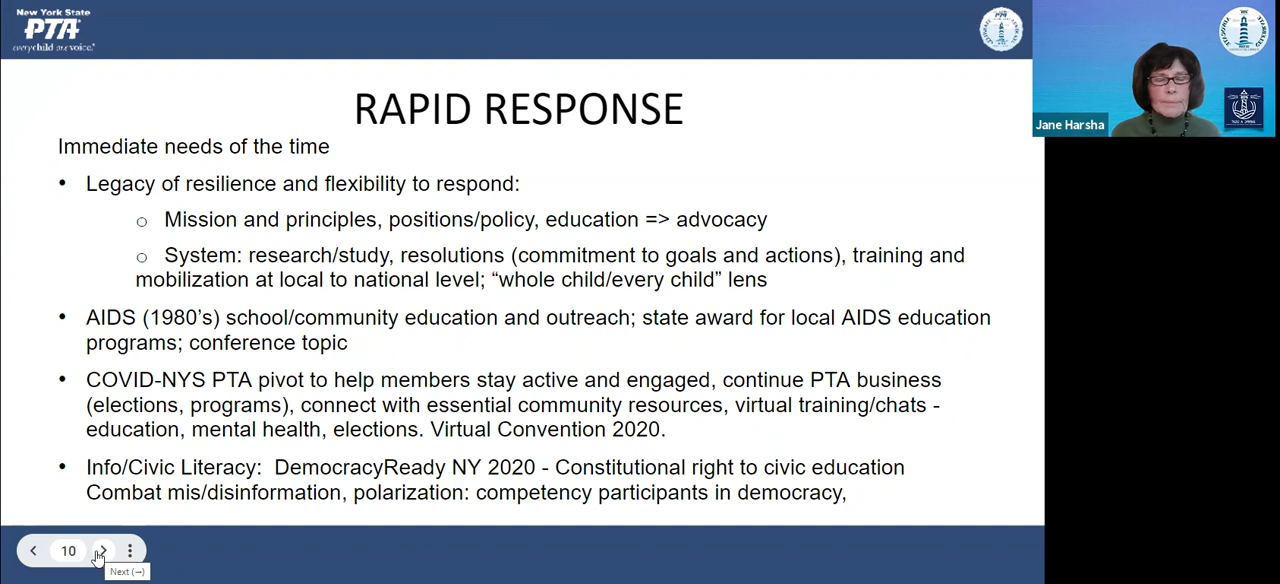 New York State
PTA
everychild.onevoice.
Jane Harsha
RAPID RESPONSE
Immediate needs of the time
• Legacy of resilience and flexibility to respond:
o Mission and principles, positions/policy, education => advocacy
o System: research/study, resolutions (commitment to goals and actions), training and
mobilization at local to national level; “whole child/every child” lens
• AIDS (1980’s) school/community education and outreach; state award for local AIDS education
programs; conference topic
• COVID-NYS PTA pivot to help members stay active and engaged, continue PTA business
(elections, programs), connect with essential community resources, virtual training/chats -
education, mental health, elections. Virtual Convention 2020.
• Info/Civic Literacy: DemocracyReady NY 2020 - Constitutional right to civic education
Combat mis/disinformation, polarization: competency participants in democracy,
10
Next (→)